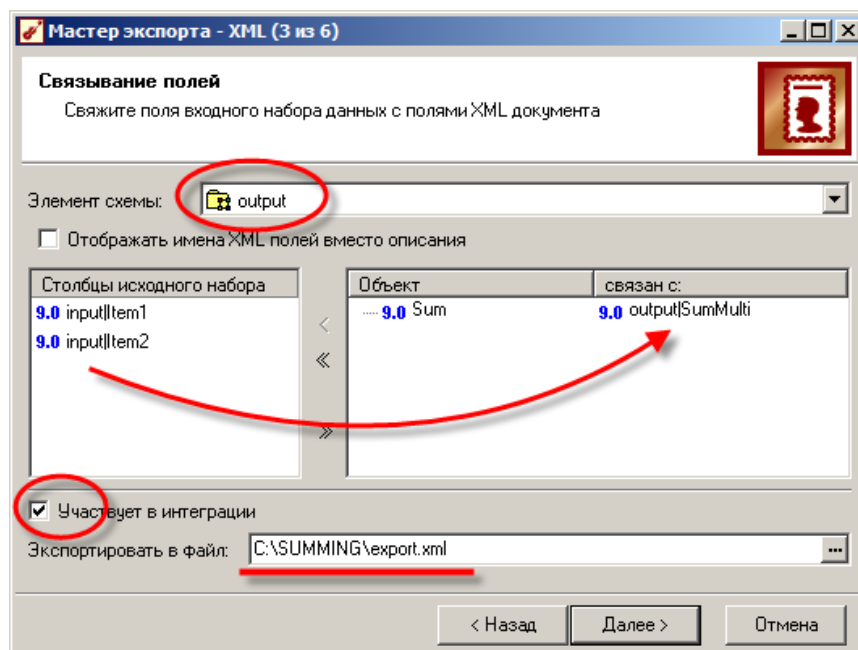 Мастер экспорта - XML (3 из 6)
Связывание полей
Свяжите поля входного набора данных с полями XML документа
Элемент схемы: output
Отображать имена XML полей вместо описания
Столбцы исходного набора
Объект связан с:
9.0 input|Item1
9.0 Sum 9.0 output|SumMulti
9.0 input|Item2
Участвует в интеграции
Экспортировать в файл: C:\SUMMING\export.xml
< Назад Далее > Отмена